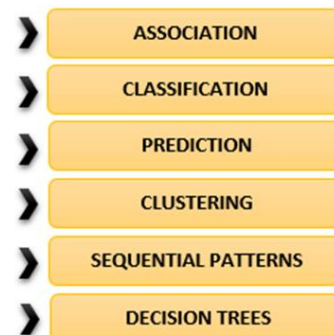 ASSOCIATION
CLASSIFICATION
PREDICTION
CLUSTERING
SEQUENTIAL PATTERNS
DECISION TREES